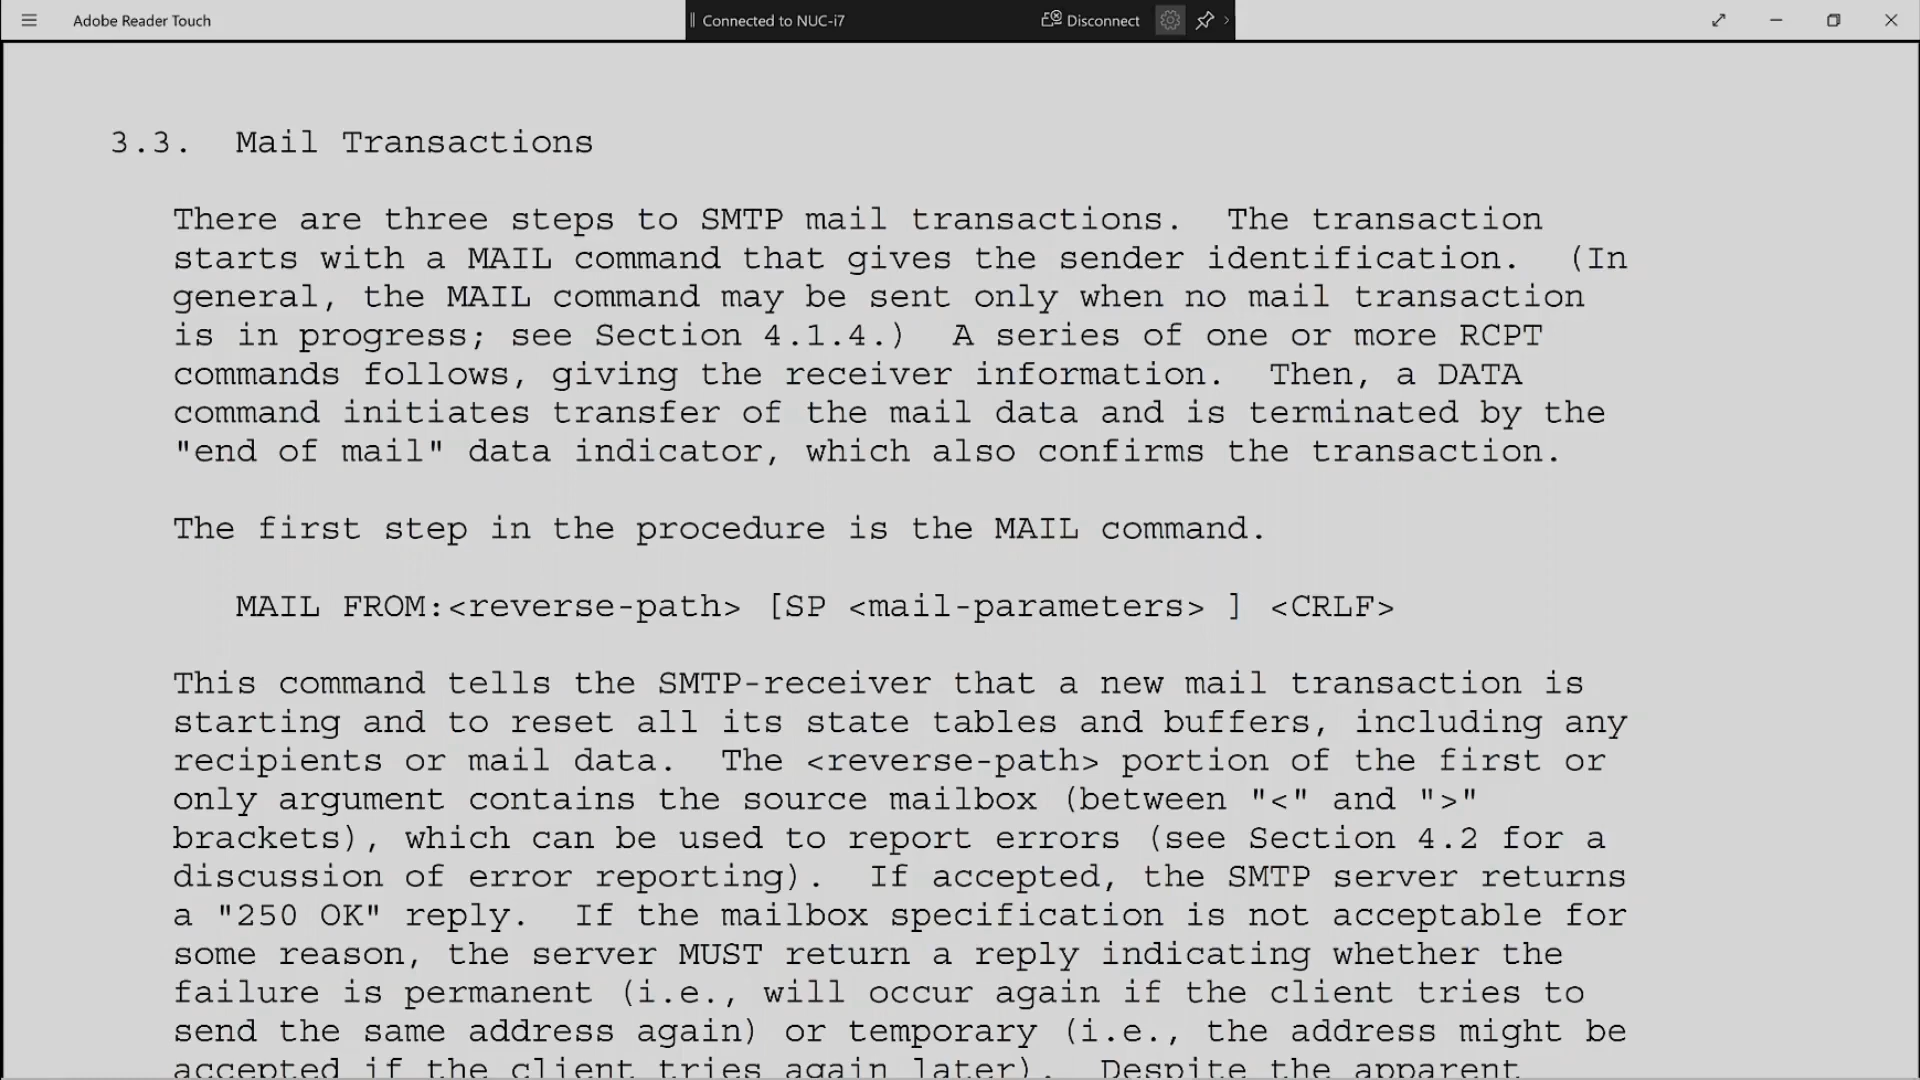 Adobe Reader Touch
Connected to NUC-i7
Disconnect
3.3. Mail Transactions
There are three steps to SMTP mail transactions. The transaction
starts with a MAIL command that gives the sender identification. (In
general, the MAIL command may be sent only when no mail transaction
is in progress; see Section 4.1.4.) A series of one or more RCPT
commands follows, giving the receiver information. Then, a DATA
command initiates transfer of the mail data and is terminated by the
"end of mail" data indicator, which also confirms the transaction.
The first step in the procedure is the MAIL command.
MAIL FROM:<reverse-path> [SP <mail-parameters> ] <CRLF>
This command tells the SMTP-receiver that a new mail transaction is
starting and to reset all its state tables and buffers, including any
recipients or mail data. The <reverse-path> portion of the first or
only argument contains the source mailbox (between "<" and ">"
brackets), which can be used to report errors (see Section 4.2 for a
discussion of error reporting). If accepted, the SMTP server returns
a "250 OK" reply. If the mailbox specification is not acceptable for
some reason, the server MUST return a reply indicating whether the
failure is permanent (i.e., will occur again if the client tries to
send the same address again) or temporary (i.e., the address might be
accepted if the client tries again later). Despite the apparent